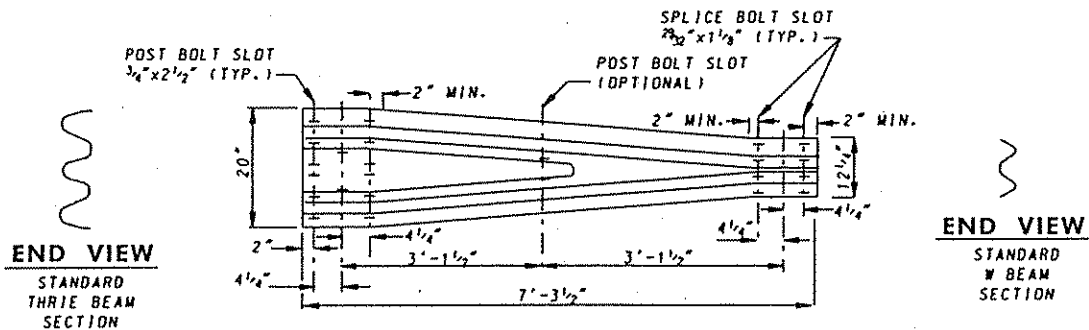 SPLICE BOLT SLOT
29/32"x1 1/8" (TYP.)
POST BOLT SLOT
3/4"x2 1/2" (TYP.)
POST BOLT SLOT
(OPTIONAL)
2" MIN.
2" MIN.
2" MIN.
20"
12 1/4"
4 1/4"
4 1/4"
4 1/4"
2"
4 1/4"
3'-1 1/2"
3'-1 1/2"
7'-3 1/2"
END VIEW
STANDARD
THRIE BEAM
SECTION
END VIEW
STANDARD
W BEAM
SECTION